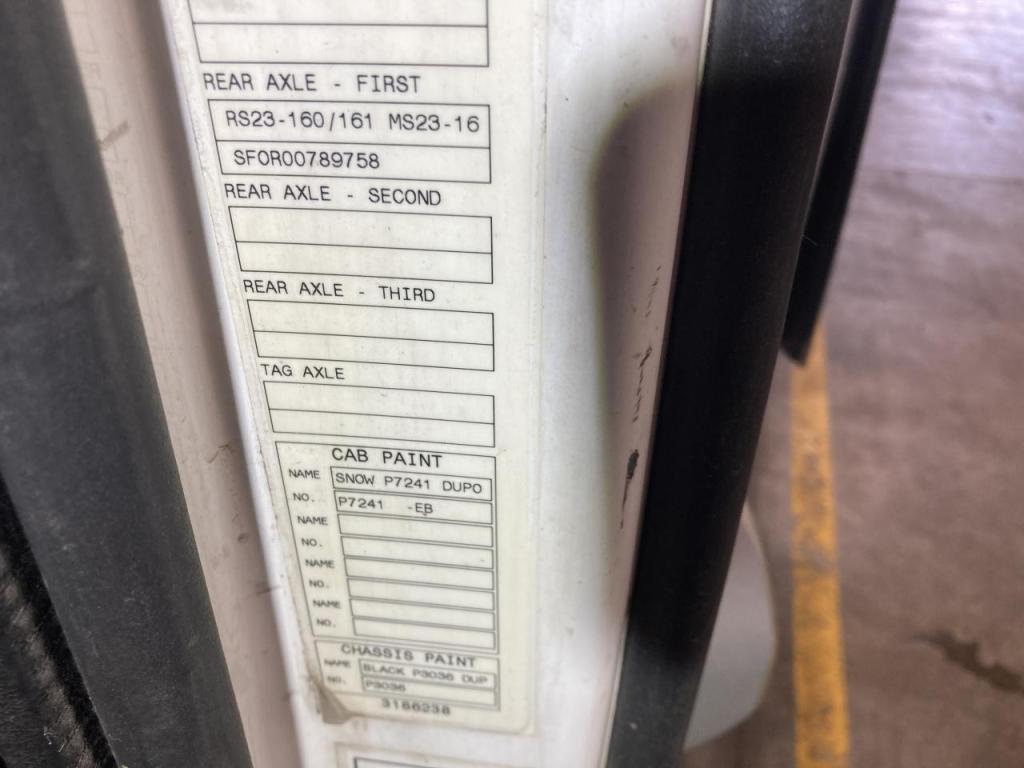 REAR AXLE - FIRST
RS23-160/161 MS23-16
SFOR00789758
REAR AXLE - SECOND
REAR AXLE - THIRD
TAG AXLE
CAB PAINT
NAME SNOW P7241 DUPO
NO. P7241 -EB
NAME
NO.
NAME
NO.
NAME
NO.
CHASSIS PAINT
NAME BLACK P3036 DUP
NO. P3036
3186238